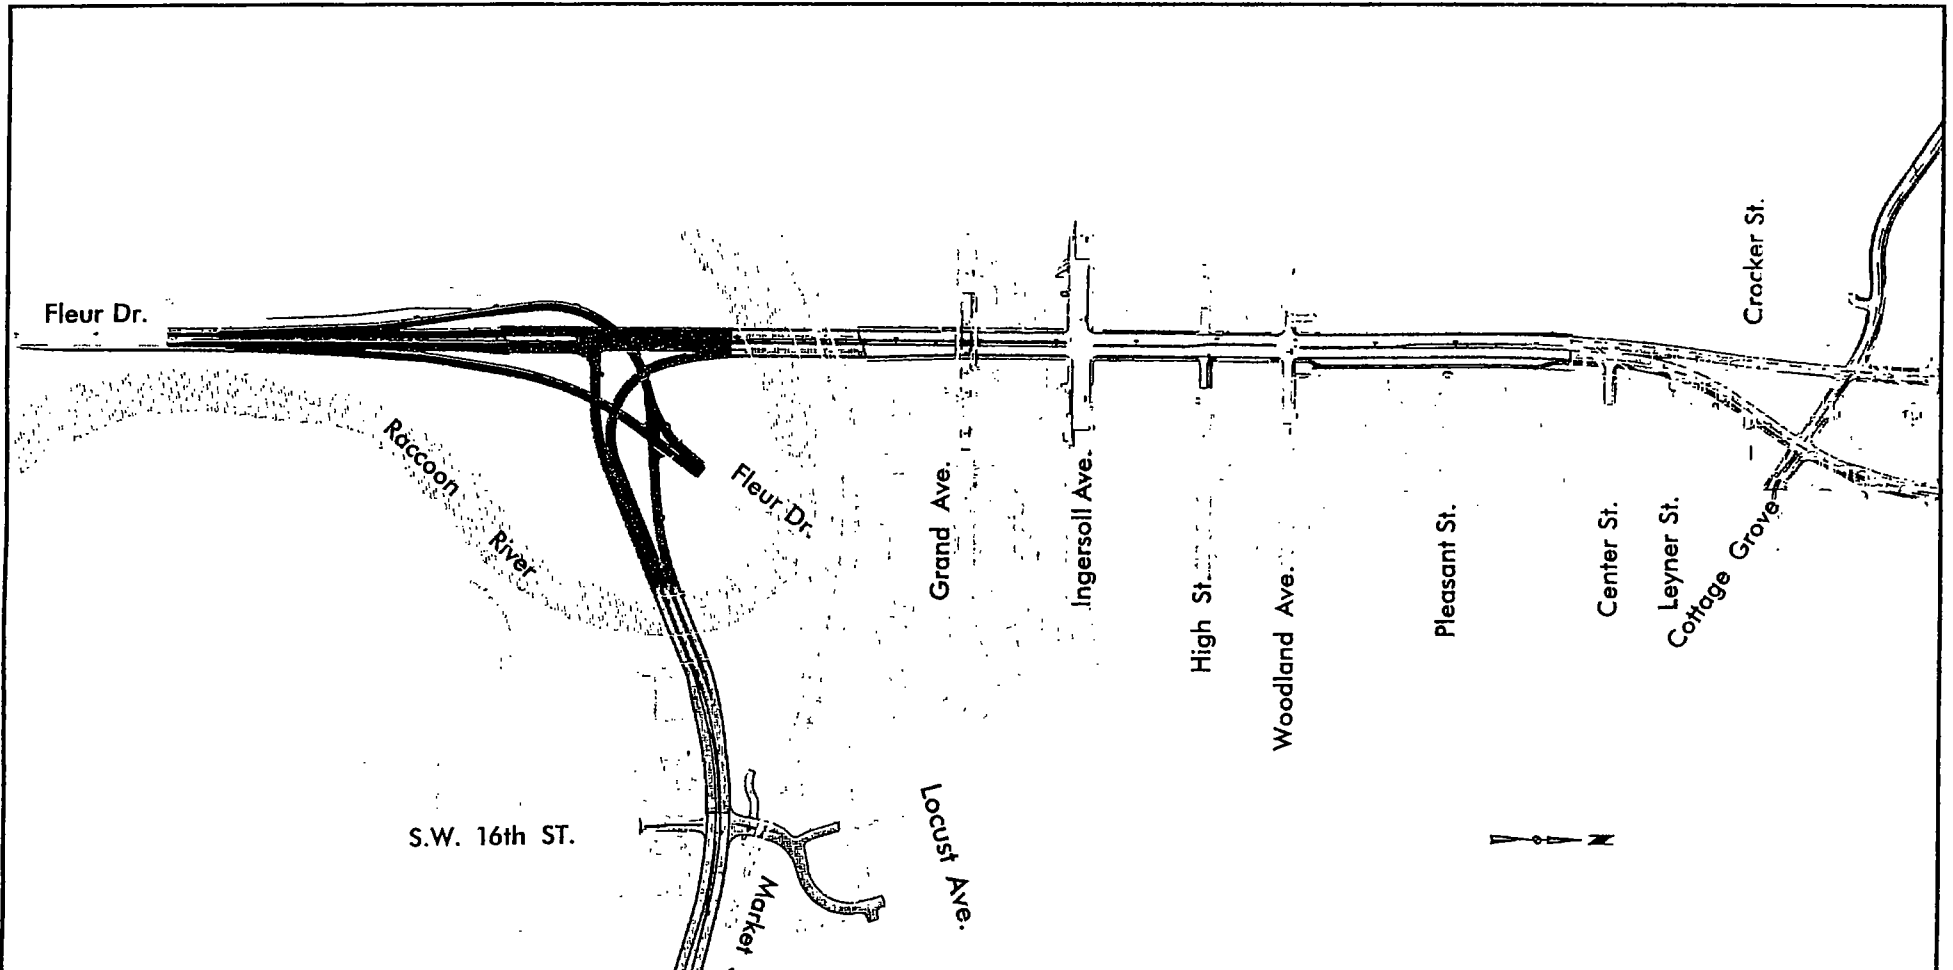 Crocker St.
Fleur Dr.
Raccoon
River
Fleur Dr.
Grand Ave.
Ingersoll Ave.
High St.
Woodland Ave.
Pleasant St.
Center St.
Leyner St.
Cottage Grove
S.W. 16th ST.
Locust Ave.
Market
N